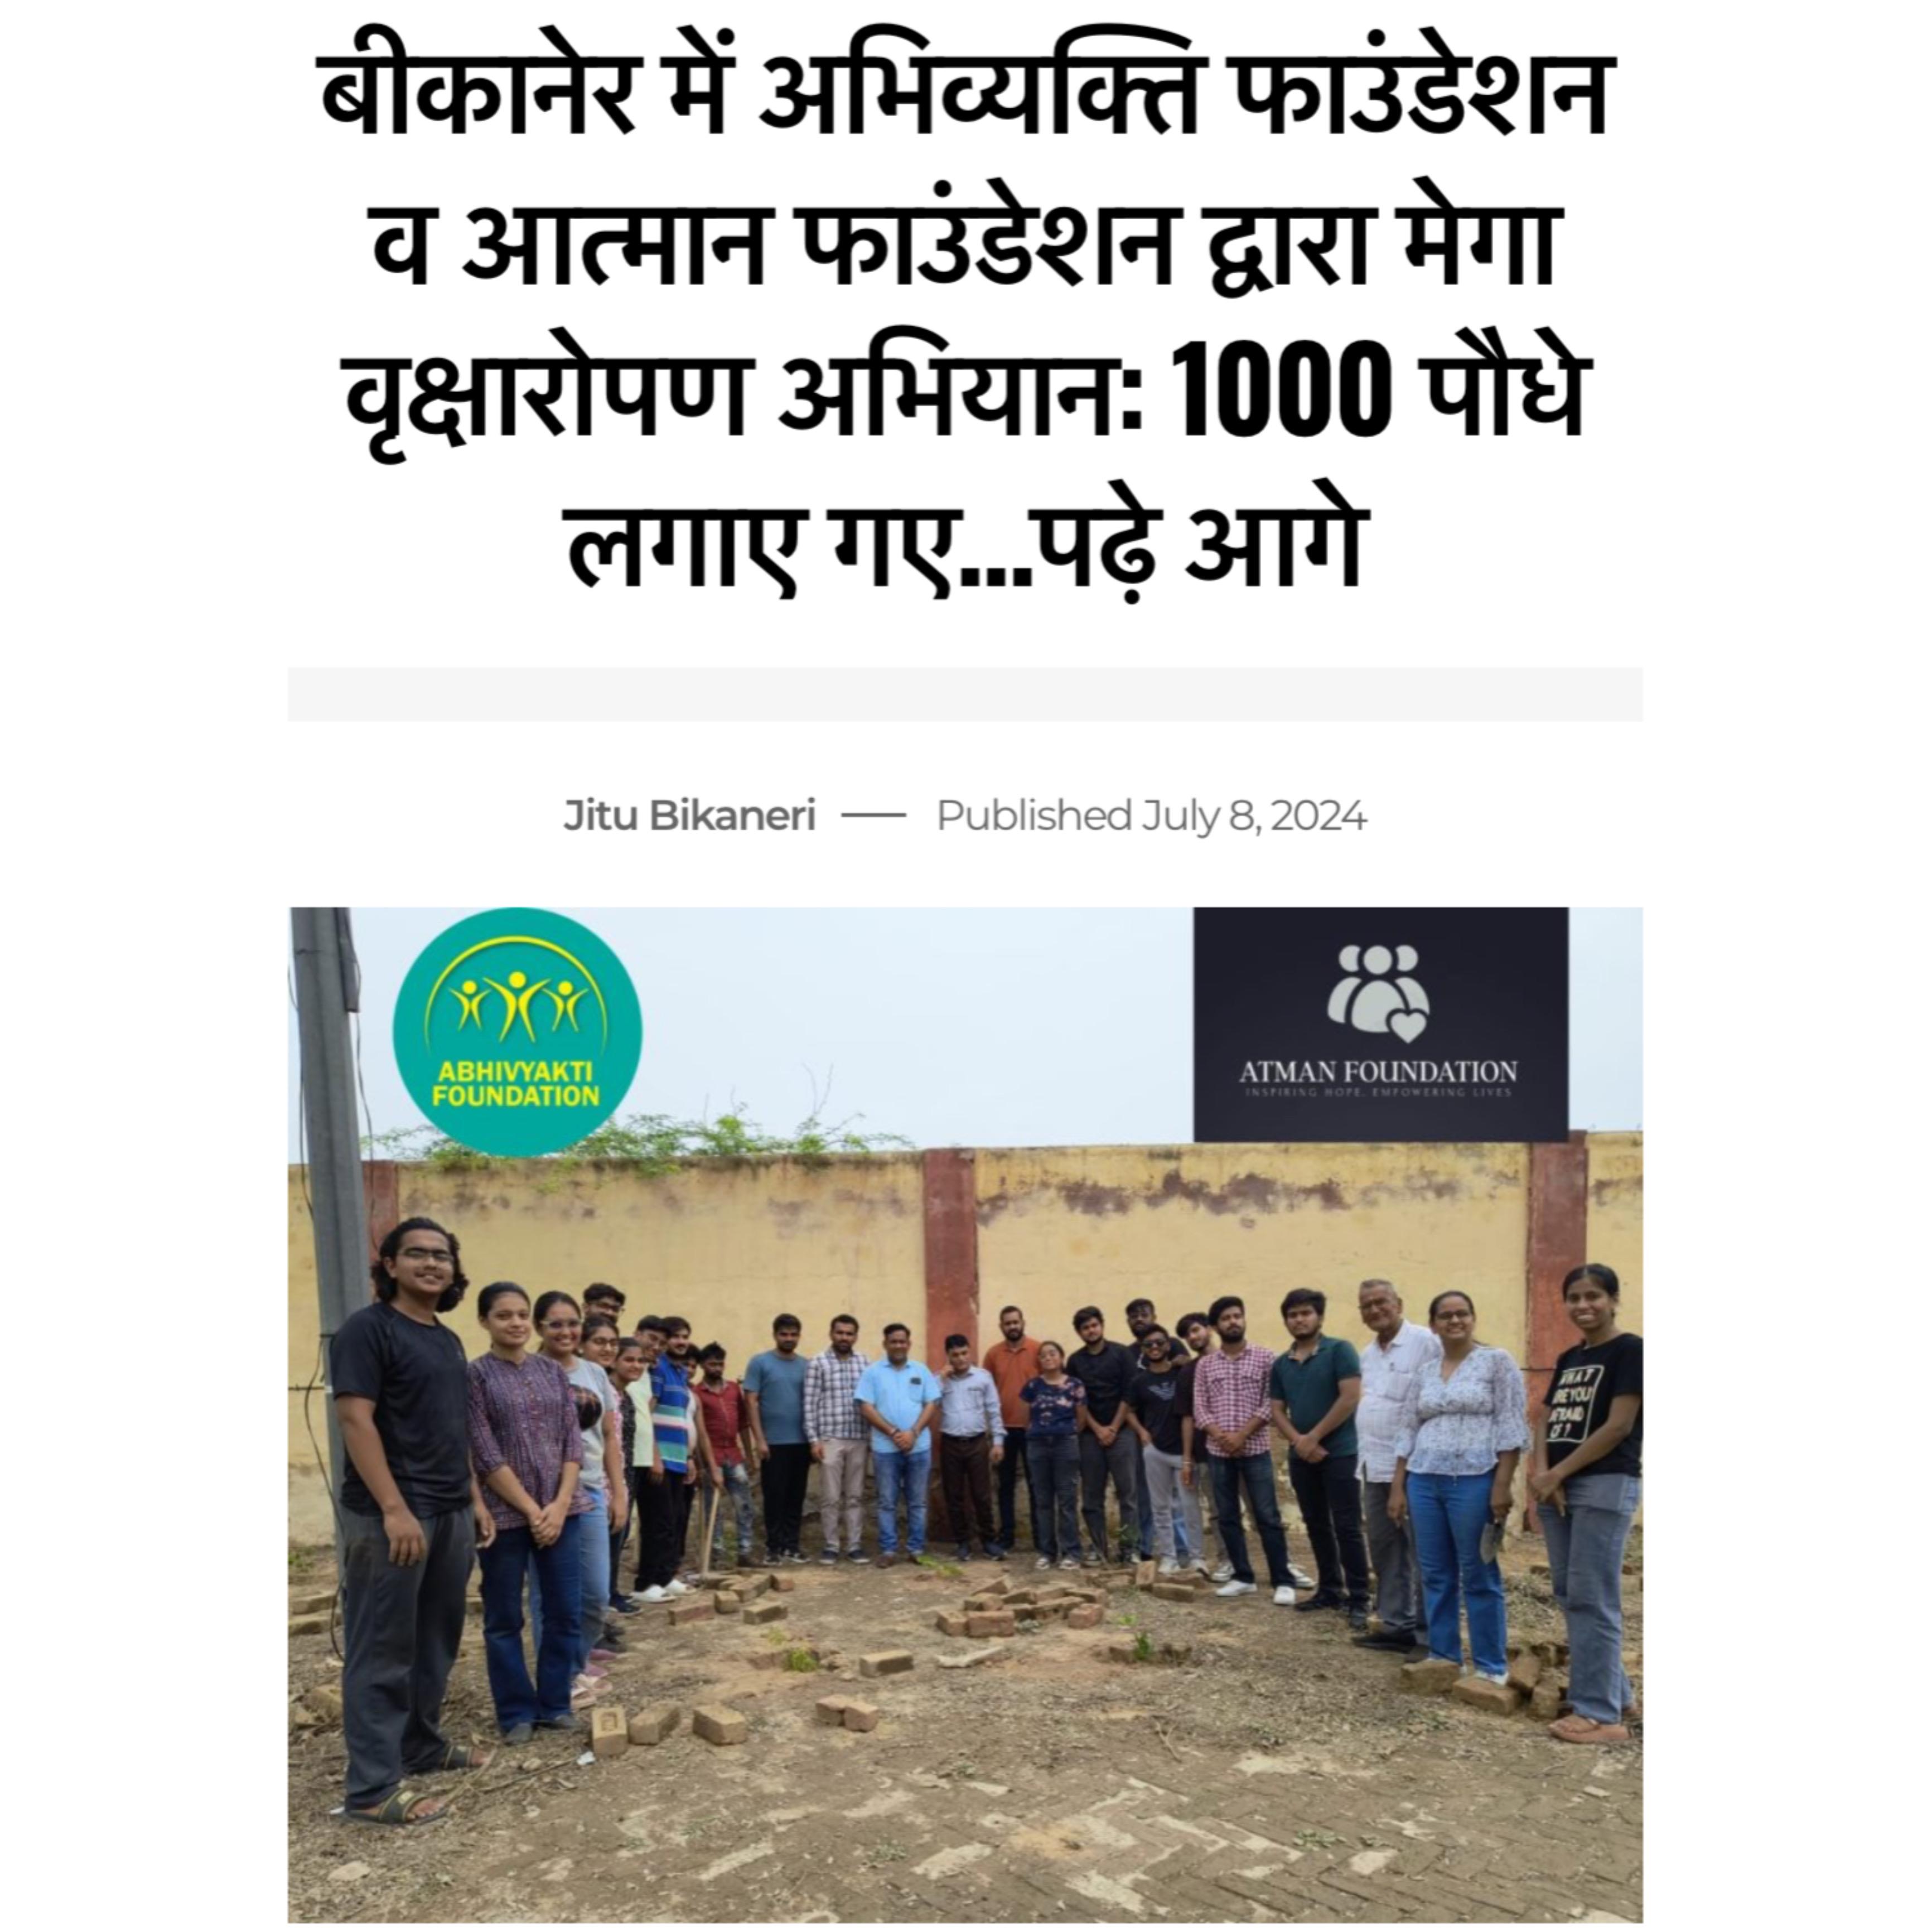 बीकानेर में अभिव्यक्ति फाउंडेशन
व आत्मान फाउंडेशन द्वारा मेगा
वृक्षारोपण अभियान: 1000 पौधे
लगाए गए...पढ़े आगे
Jitu Bikaneri — Published July 8, 2024
ABHIVYAKTI
FOUNDATION
ATMAN FOUNDATION
INSPIRING HOPE. EMPOWERING LIVES
WHAT
ARE YOU
AFRAID
OF?